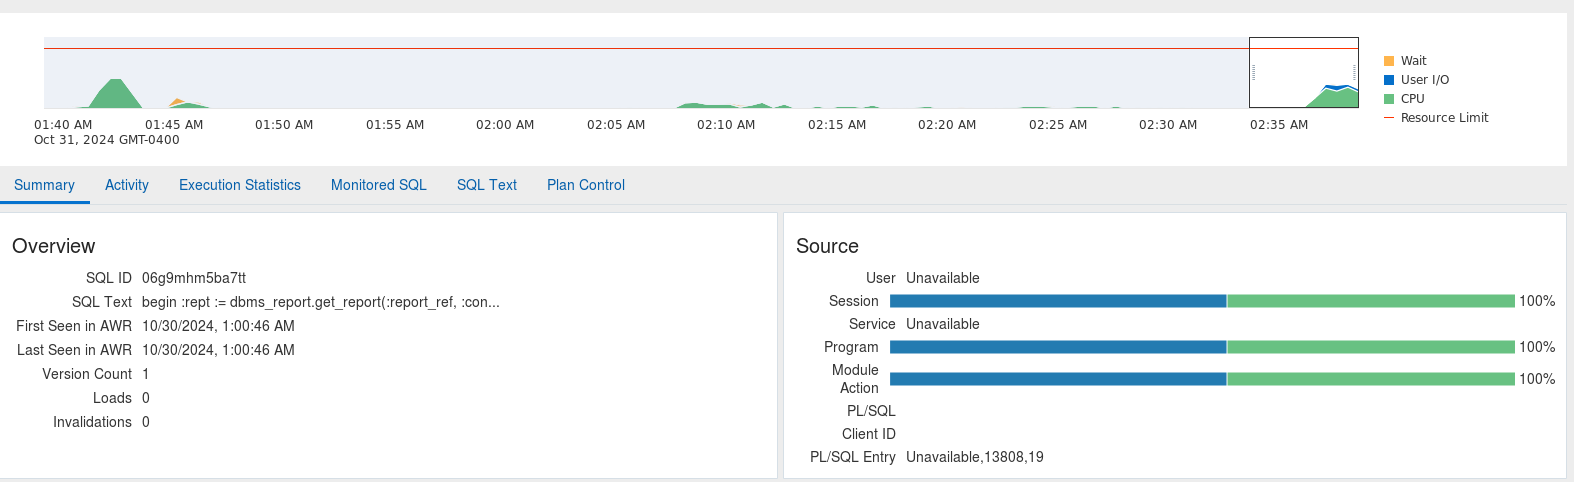 Wait
User I/O
CPU
Resource Limit
01:40 AM 01:45 AM 01:50 AM 01:55 AM 02:00 AM 02:05 AM 02:10 AM 02:15 AM 02:20 AM 02:25 AM 02:30 AM 02:35 AM
Oct 31, 2024 GMT-0400
Summary Activity Execution Statistics Monitored SQL SQL Text Plan Control
Overview
SQL ID 06g9mhm5ba7tt
SQL Text begin :rept := dbms_report.get_report(:report_ref, :con...
First Seen in AWR 10/30/2024, 1:00:46 AM
Last Seen in AWR 10/30/2024, 1:00:46 AM
Version Count 1
Loads 0
Invalidations 0
Source
User Unavailable
Session 100%
Service Unavailable
Program 100%
Module
Action 100%
PL/SQL
Client ID
PL/SQL Entry Unavailable,13808,19